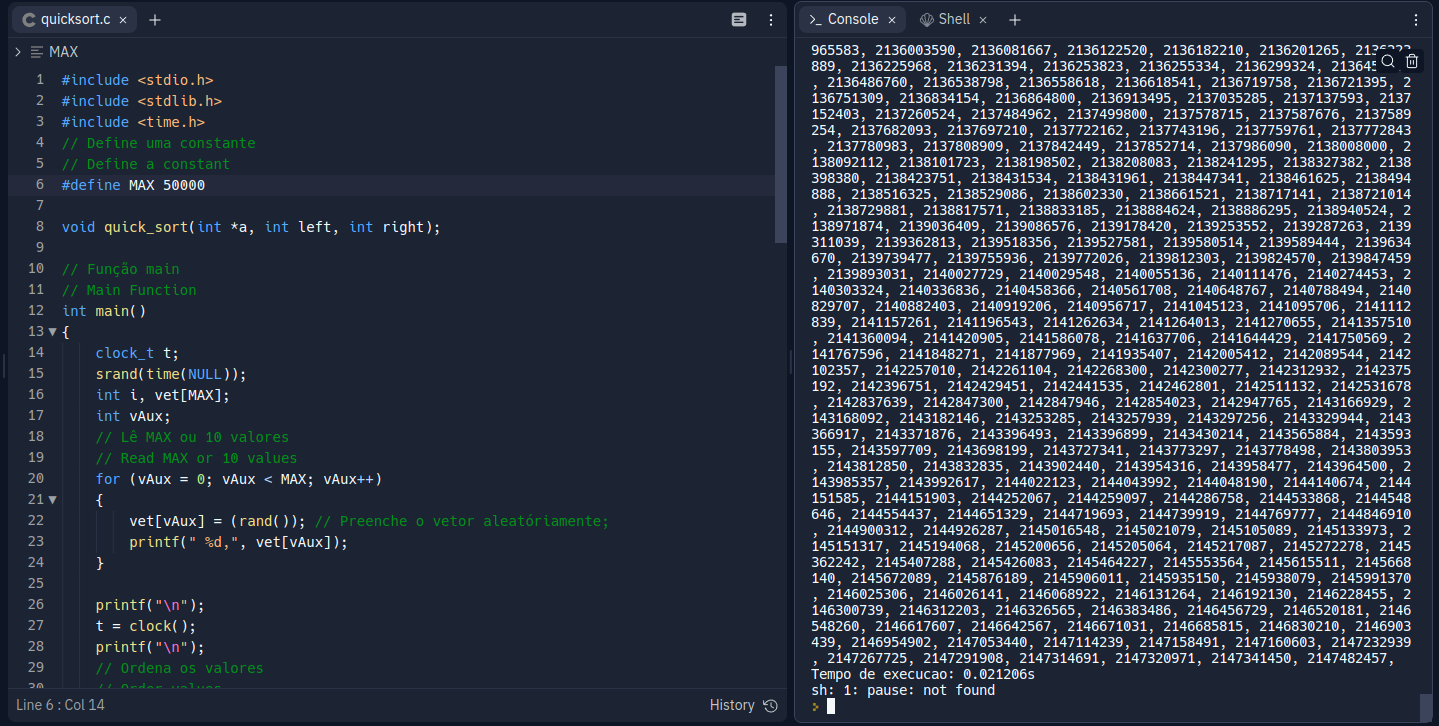 quicksort.c × +
MAX
1 #include <stdio.h>
2 #include <stdlib.h>
3 #include <time.h>
4 // Define uma constante
5 // Define a constant
6 #define MAX 50000
7
8 void quick_sort(int *a, int left, int right);
9
10 // Função main
11 // Main Function
12 int main()
13 {
14 clock_t t;
15 srand(time(NULL));
16 int i, vet[MAX];
17 int vAux;
18 // Lê MAX ou 10 valores
19 // Read MAX or 10 values
20 for (vAux = 0; vAux < MAX; vAux++)
21 {
22 vet[vAux] = (rand()); // Preenche o vetor aleatóriamente;
23 printf(" %d,", vet[vAux]);
24 }
25
26 printf("\n");
27 t = clock();
28 printf("\n");
29 // Ordena os valores
30 // Order values
Line 6 : Col 14
History
Console × Shell × +
965583, 2136003590, 2136081667, 2136122520, 2136182210, 2136201265,
889, 2136225968, 2136231394, 2136253823, 2136255334, 2136299324,
, 2136486760, 2136538798, 2136558618, 2136618541, 2136719758, 2136721395, 2
136751309, 2136834154, 2136864800, 2136913495, 2137035285, 2137137593, 2137
152403, 2137260524, 2137484962, 2137499800, 2137578715, 2137587676, 2137589
254, 2137682093, 2137697210, 2137722162, 2137743196, 2137759761, 2137772843
, 2137780983, 2137808909, 2137842449, 2137852714, 2137986090, 2138008000, 2
138092112, 2138101723, 2138198502, 2138208083, 2138241295, 2138327382, 2138
398380, 2138423751, 2138431534, 2138431961, 2138447341, 2138461625, 2138494
888, 2138516325, 2138529086, 2138602330, 2138661521, 2138717141, 2138721014
, 2138729881, 2138817571, 2138833185, 2138884624, 2138886295, 2138940524, 2
138971874, 2139036409, 2139086576, 2139178420, 2139253552, 2139287263, 2139
311039, 2139362813, 2139518356, 2139527581, 2139580514, 2139589444, 2139634
670, 2139739477, 2139755936, 2139772026, 2139812303, 2139824570, 2139847459
, 2139893031, 2140027729, 2140029548, 2140055136, 2140111476, 2140274453, 2
140303324, 2140336836, 2140458366, 2140561708, 2140648767, 2140788494, 2140
829707, 2140882403, 2140919206, 2140956717, 2141045123, 2141095706, 2141112
839, 2141157261, 2141196543, 2141262634, 2141264013, 2141270655, 2141357510
, 2141360094, 2141420905, 2141586078, 2141637706, 2141644429, 2141750569, 2
141767596, 2141848271, 2141877969, 2141935407, 2142005412, 2142089544, 2142
102357, 2142257010, 2142261104, 2142268300, 2142300277, 2142312932, 2142375
192, 2142396751, 2142429451, 2142441535, 2142462801, 2142511132, 2142531678
, 2142837639, 2142847300, 2142847946, 2142854023, 2142947765, 2143166929, 2
143168092, 2143182146, 2143253285, 2143257939, 2143297256, 2143329944, 2143
366917, 2143371876, 2143396493, 2143396899, 2143430214, 2143565884, 2143593
155, 2143597709, 2143698199, 2143727341, 2143773297, 2143778498, 2143803953
, 2143812850, 2143832835, 2143902440, 2143954316, 2143958477, 2143964500, 2
143985357, 2143992617, 2144022123, 2144043992, 2144048190, 2144140674, 2144
151585, 2144151903, 2144252067, 2144259097, 2144286758, 2144533868, 2144548
646, 2144554437, 2144651329, 2144719693, 2144739919, 2144769777, 2144846910
, 2144900312, 2144926287, 2145016548, 2145021079, 2145105089, 2145133973, 2
145151317, 2145194068, 2145200656, 2145205064, 2145217087, 2145272278, 2145
362242, 2145407288, 2145426083, 2145464227, 2145553564, 2145615511, 2145668
140, 2145672089, 2145876189, 2145906011, 2145935150, 2145938079, 2145991370
, 2146025306, 2146026141, 2146068922, 2146131264, 2146192130, 2146228455, 2
146300739, 2146312203, 2146326565, 2146383486, 2146456729, 2146520181, 2146
548260, 2146617607, 2146642567, 2146671031, 2146685815, 2146830210, 2146903
439, 2146954902, 2147053440, 2147114239, 2147158491, 2147160603, 2147232939
, 2147267725, 2147291908, 2147314691, 2147320971, 2147341450, 2147482457,
Tempo de execucao: 0.021206s
sh: 1: pause: not found